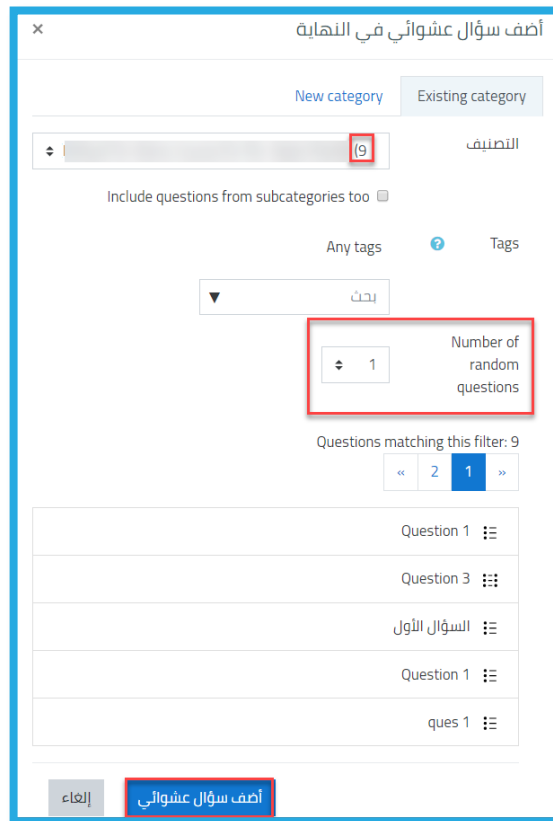 أضف سؤال عشوائي في النهاية ×
Existing category New category
التصنيف (9
Include questions from subcategories too
Tags Any tags
بحث
Number of random questions 1
Questions matching this filter: 9
» 1 2 «
Question 1
Question 3
السؤال الأول
Question 1
ques 1
أضف سؤال عشوائي إلغاء